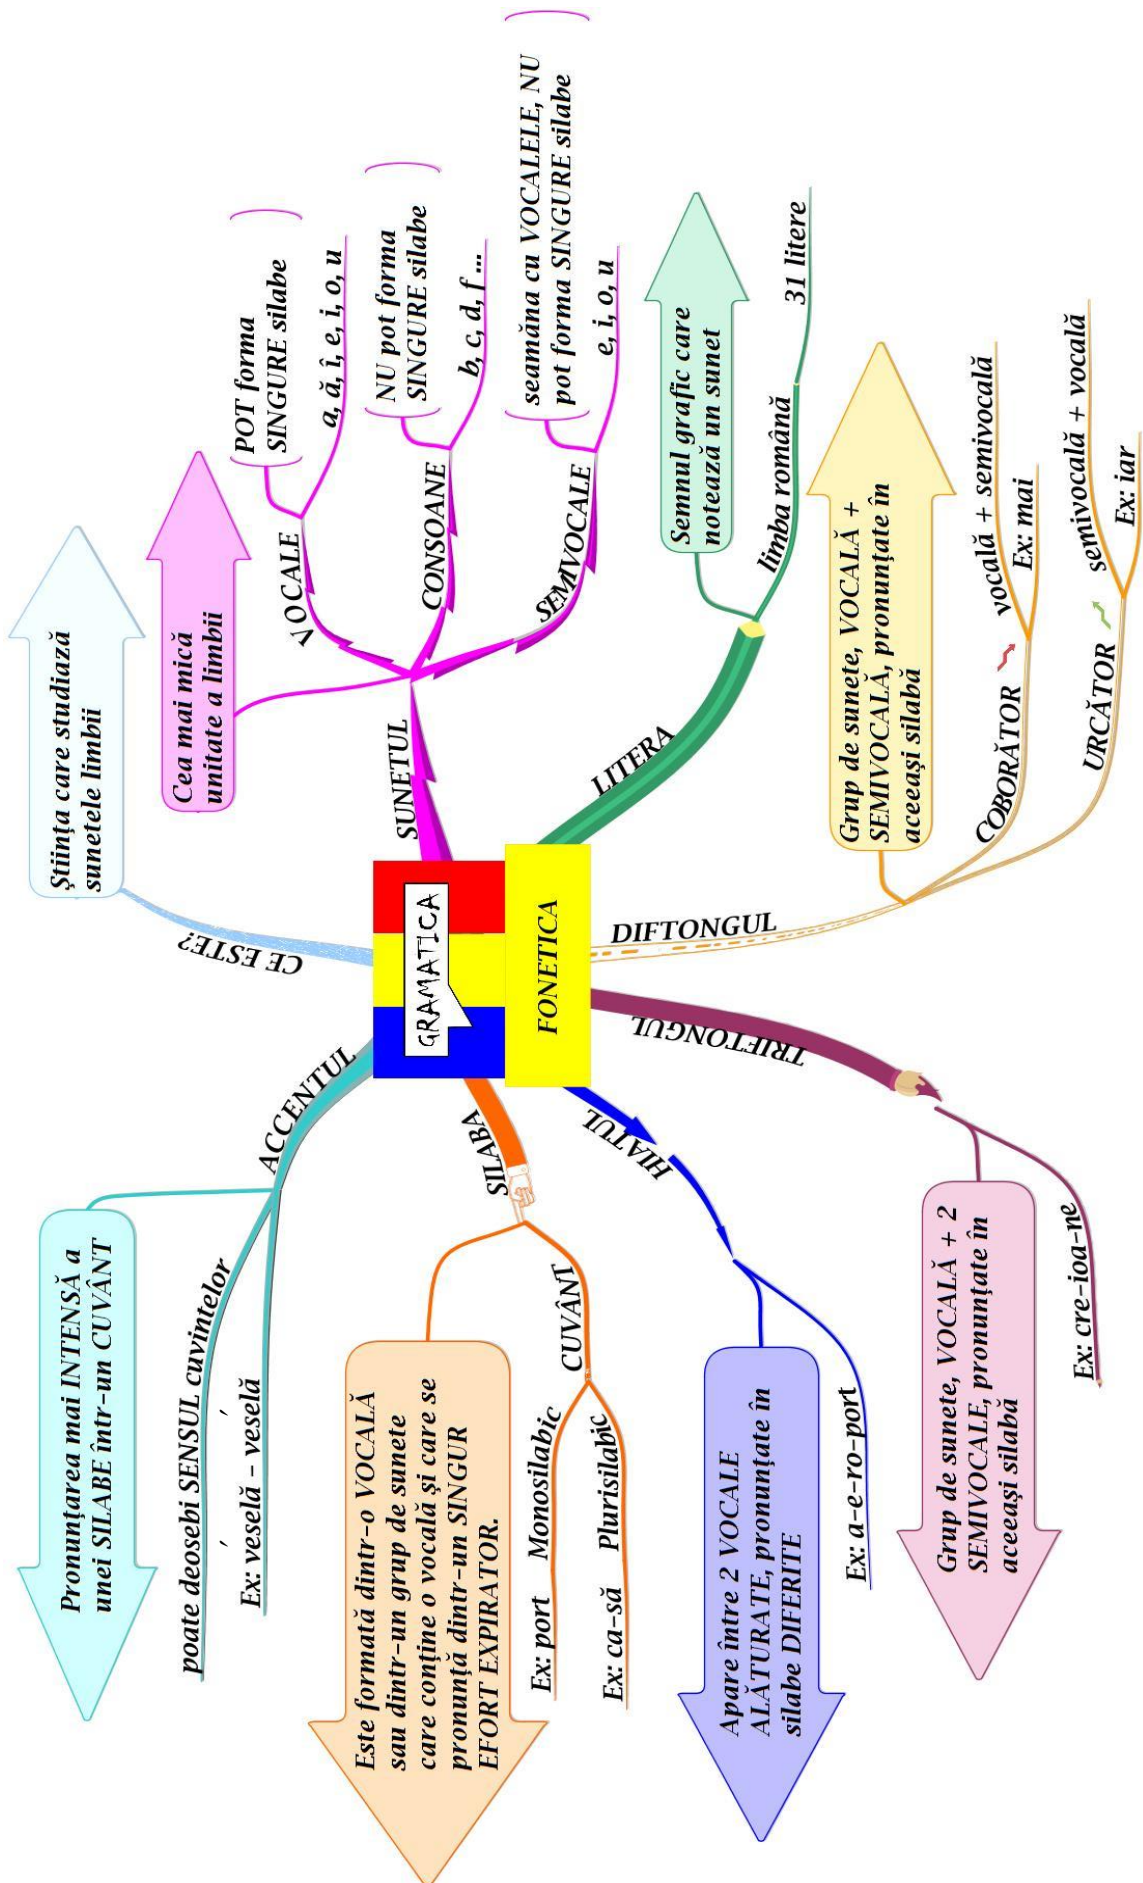 GRAMATICA
FONETICA
CE ESTE?
Știința care studiază
sunetele limbii
SUNETUL
Cea mai mică
unitate a limbii
VOCALE
POT forma
SINGURE silabe
a, ă, î, e, i, o, u
CONSOANE
NU pot forma
SINGURE silabe
b, c, d, f ...
SEMIVOCALE
seamăna cu VOCALELE, NU
pot forma SINGURE silabe
e, i, o, u
LITERA
Semnul grafic care
notează un sunet
limba română
31 litere
DIFTONGUL
Grup de sunete, VOCALĂ +
SEMIVOCALĂ, pronunțate în
aceeași silabă
COBORĂTOR
vocală + semivocală
Ex: mai
URCĂTOR
semivocală + vocală
Ex: iar
TRIFTONGUL
Grup de sunete, VOCALĂ + 2
SEMIVOCALE, pronunțate în
aceeași silabă
Ex: cre-ioa-ne
HIATUL
Apare între 2 VOCALE
ALĂTURATE, pronunțate în
silabe DIFERITE
Ex: a-e-ro-port
SILABA
Este formată dintr-o VOCALĂ
sau dintr-un grup de sunete
care conține o vocală și care se
pronunță dintr-un SINGUR
EFORT EXPIRATOR.
CUVÂNT
Monosilabic
Ex: port
Plurisilabic
Ex: ca-să
ACCENTUL
Pronunțarea mai INTENSĂ a
unei SILABE într-un CUVÂNT
poate deosebi SENSUL cuvintelor
Ex: veselă - veselă